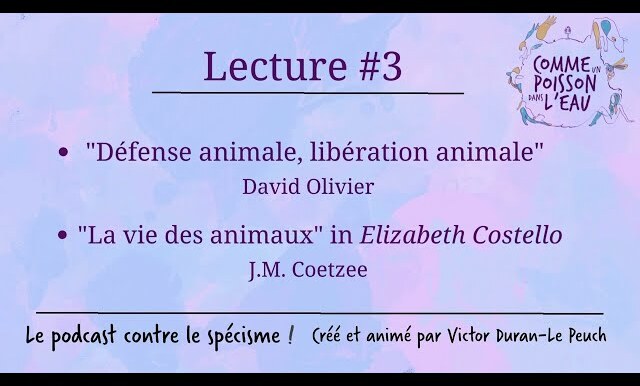 Lecture #3
COMME UN
POISSON
DANS L'EAU
• "Défense animale, libération animale"
David Olivier
• "La vie des animaux" in Elizabeth Costello
J.M. Coetzee
Le podcast contre le spécisme ! Créé et animé par Victor Duran-Le Peuch